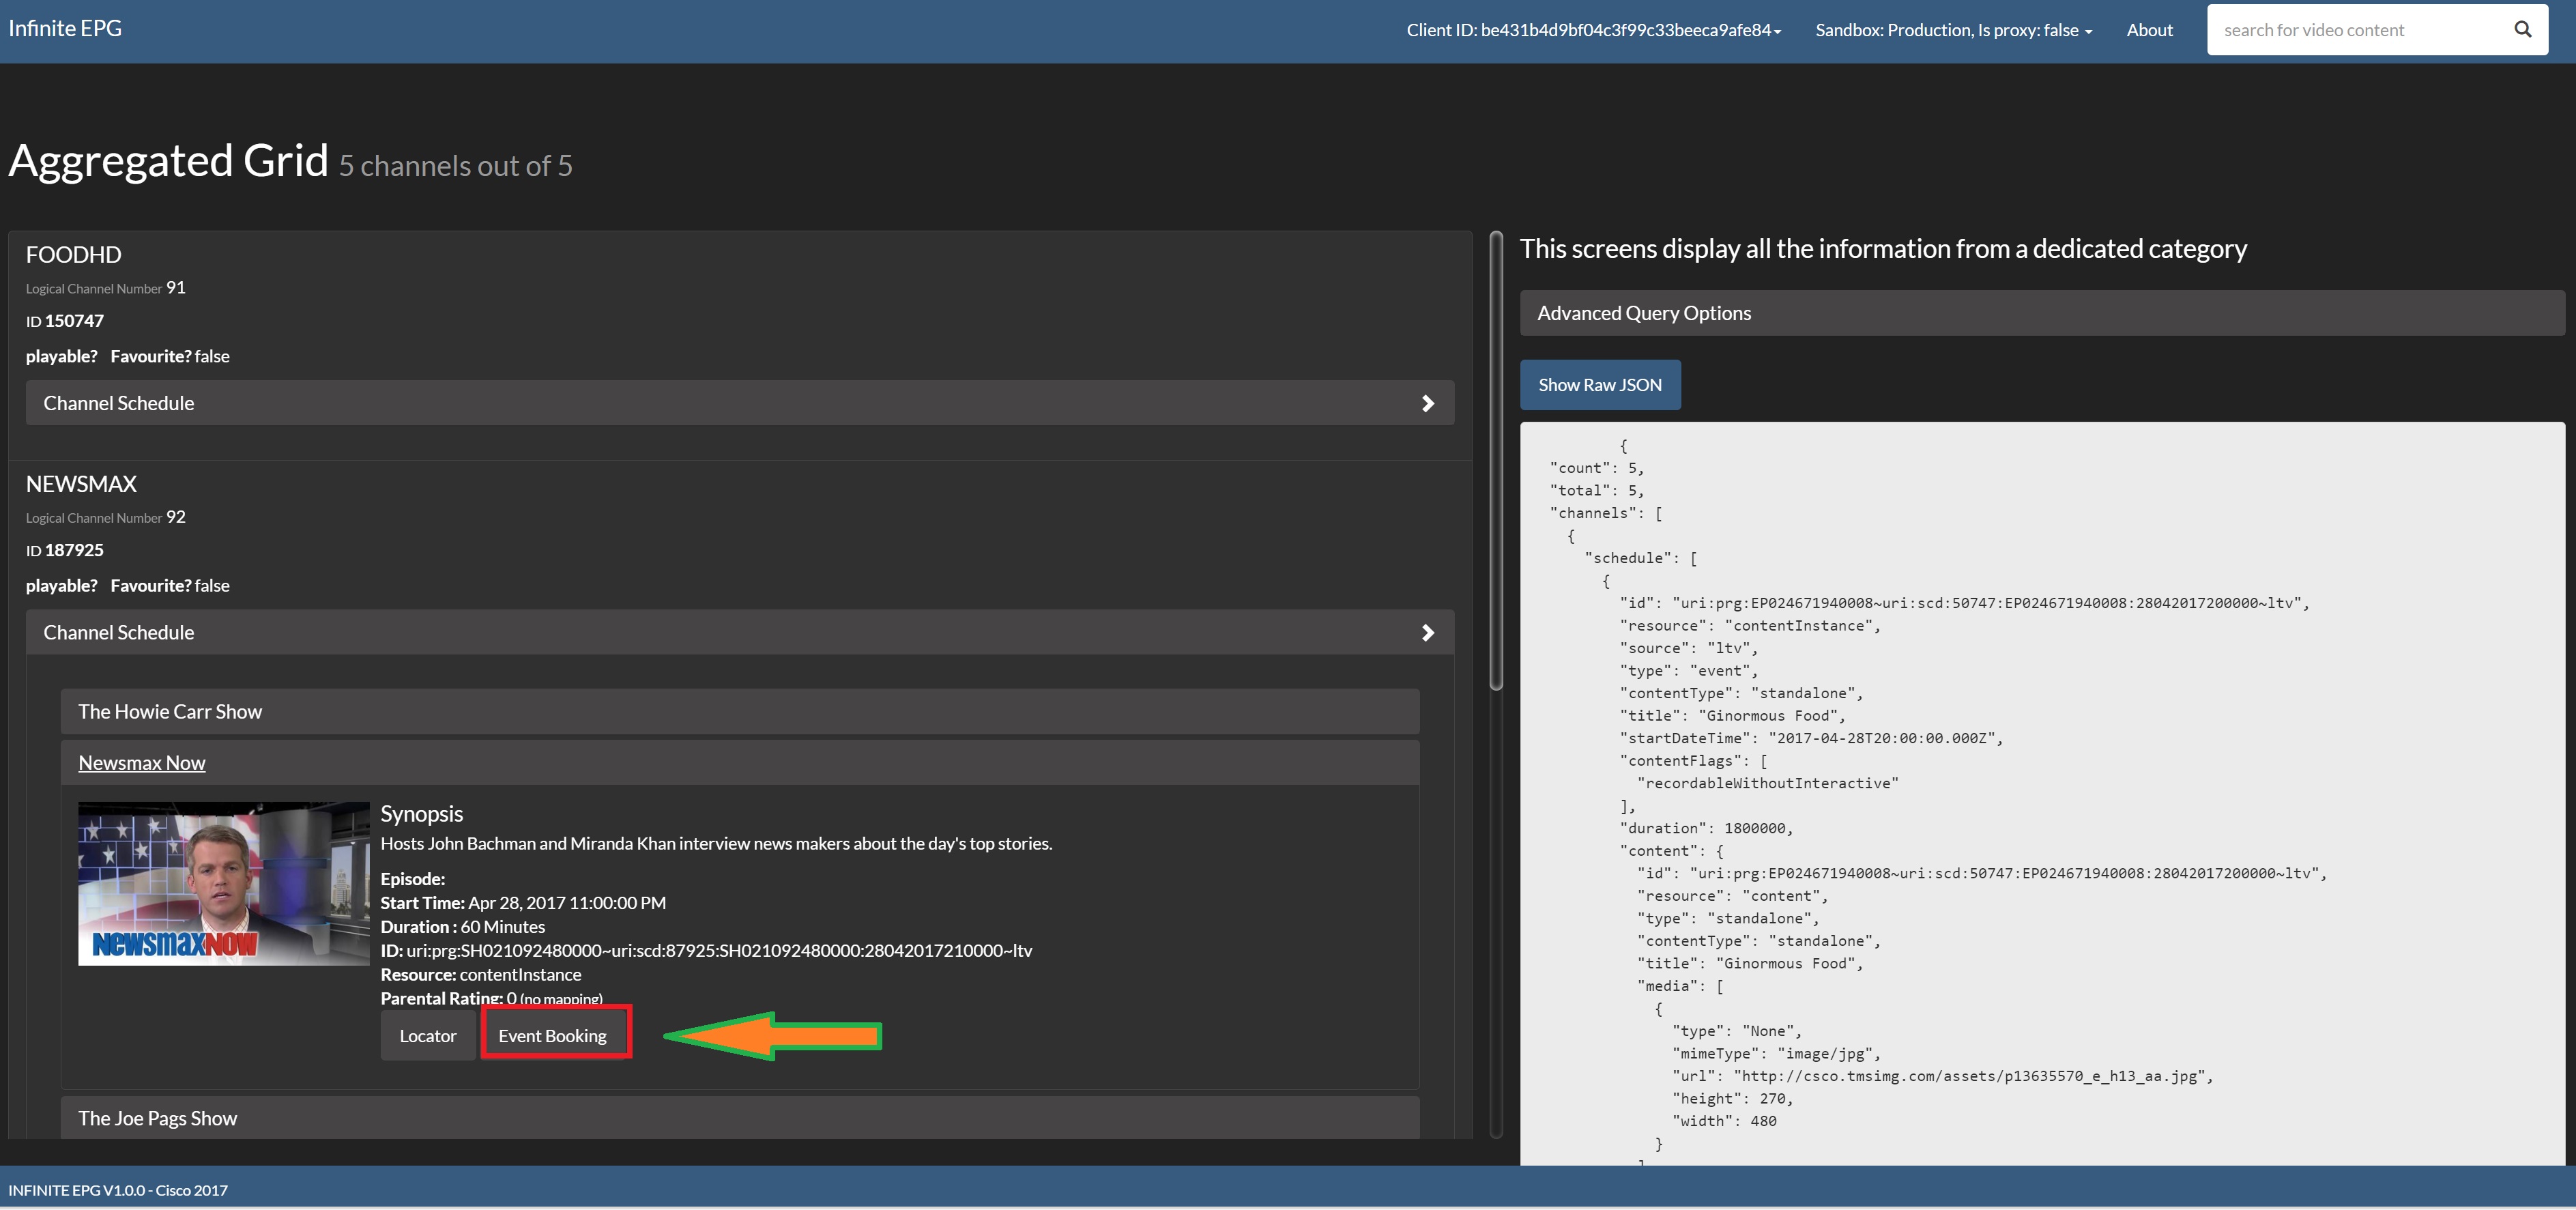 Infinite EPG
Client ID: be431b4d9bf04c3f99c33beeca9afe84
Sandbox: Production, Is proxy: false
About
search for video content
Aggregated Grid 5 channels out of 5
FOODHD
Logical Channel Number 91
ID 150747
playable? Favourite? false
Channel Schedule
NEWSMAX
Logical Channel Number 92
ID 187925
playable? Favourite? false
Channel Schedule
The Howie Carr Show
Newsmax Now
NEWSMAXNOW
Synopsis
Hosts John Bachman and Miranda Khan interview news makers about the day's top stories.
Episode:
Start Time: Apr 28, 2017 11:00:00 PM
Duration : 60 Minutes
ID: uri:prg:SH021092480000~uri:scd:87925:SH021092480000:28042017210000~ltv
Resource: contentInstance
Parental Rating: 0 (no mapping)
Locator
Event Booking
The Joe Pags Show
This screens display all the information from a dedicated category
Advanced Query Options
Show Raw JSON
{
"count": 5,
"total": 5,
"channels": [
{
"schedule": [
{
"id": "uri:prg:EP024671940008~uri:scd:50747:EP024671940008:28042017200000~ltv",
"resource": "contentInstance",
"source": "ltv",
"type": "event",
"contentType": "standalone",
"title": "Ginormous Food",
"startDateTime": "2017-04-28T20:00:00.000Z",
"contentFlags": [
"recordableWithoutInteractive"
],
"duration": 1800000,
"content": {
"id": "uri:prg:EP024671940008~uri:scd:50747:EP024671940008:28042017200000~ltv",
"resource": "content",
"type": "standalone",
"contentType": "standalone",
"title": "Ginormous Food",
"media": [
{
"type": "None",
"mimeType": "image/jpg",
"url": "http://csco.tmsimg.com/assets/p13635570_e_h13_aa.jpg",
"height": 270,
"width": 480
}
INFINITE EPG V1.0.0 - Cisco 2017